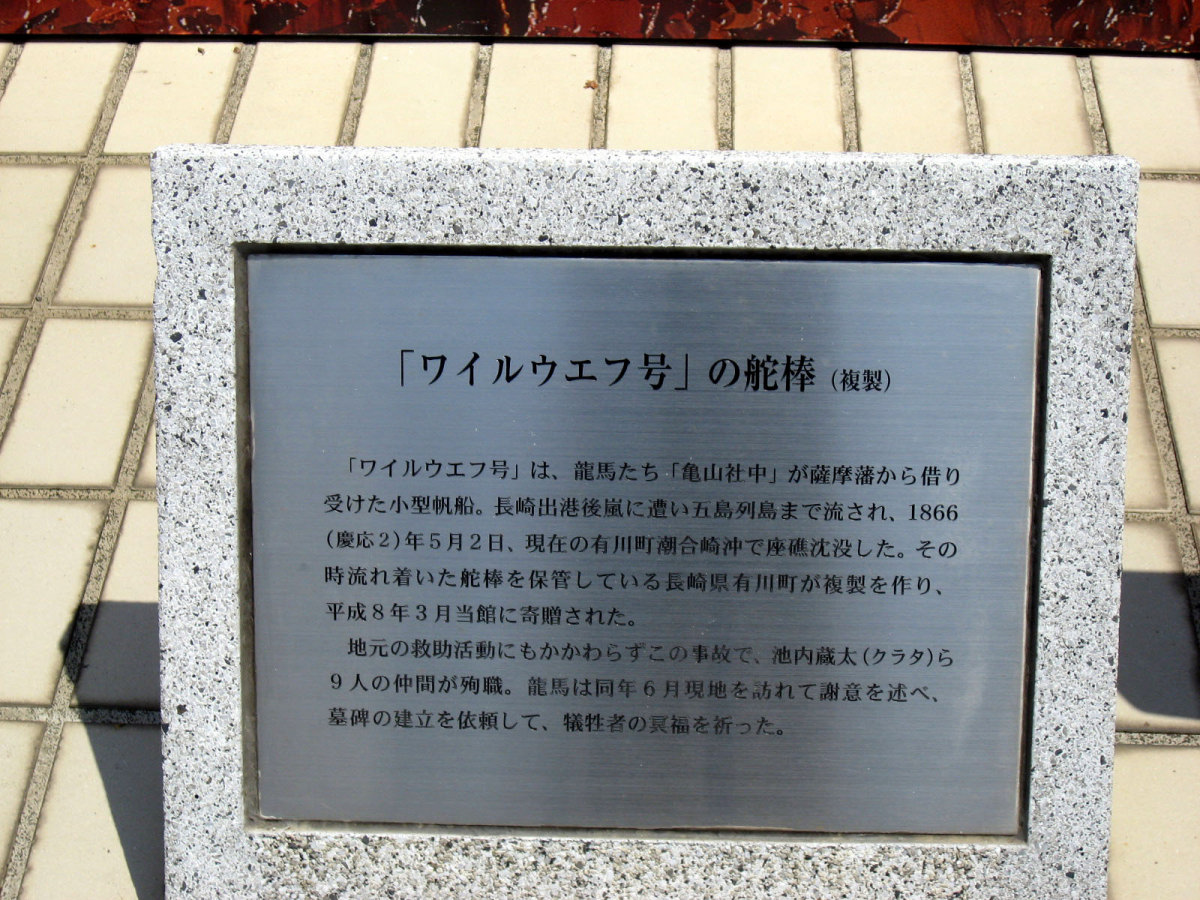 「ワイルウエフ号」の舵棒（複製）
「ワイルウエフ号」は、龍馬たち「亀山社中」が薩摩藩から借り
受けた小型帆船。長崎出港後嵐に遭い五島列島まで流され、1866
（慶応２）年５月２日、現在の有川町潮合崎沖で座礁沈没した。その
時流れ着いた舵棒を保管している長崎県有川町が複製を作り、
平成８年３月当館に寄贈された。
地元の救助活動にもかかわらずこの事故で、池内蔵太（クラタ）ら
９人の仲間が殉職。龍馬は同年６月現地を訪れて謝意を述べ、
墓碑の建立を依頼して、犠牲者の冥福を祈った。